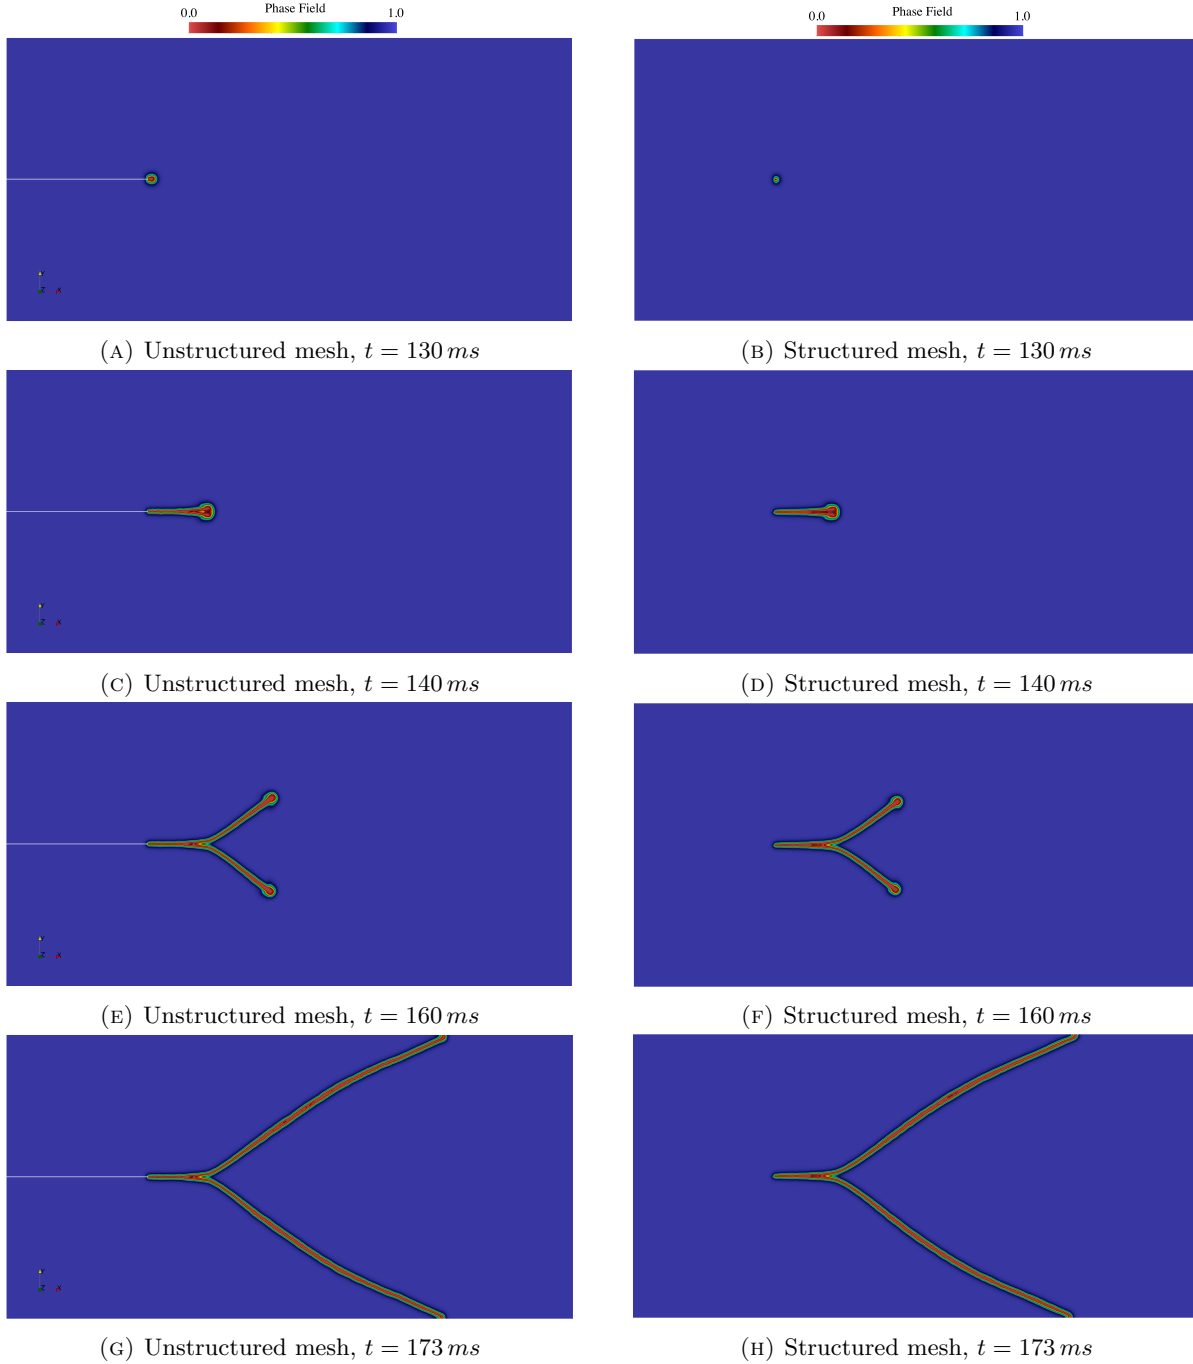 Phase Field
0.0 1.0
Phase Field
0.0 1.0
Y
Z X
(A) Unstructured mesh, t = 130 ms
(B) Structured mesh, t = 130 ms
Y
Z X
(C) Unstructured mesh, t = 140 ms
(D) Structured mesh, t = 140 ms
Y
Z X
(E) Unstructured mesh, t = 160 ms
(F) Structured mesh, t = 160 ms
Y
Z X
(G) Unstructured mesh, t = 173 ms
(H) Structured mesh, t = 173 ms